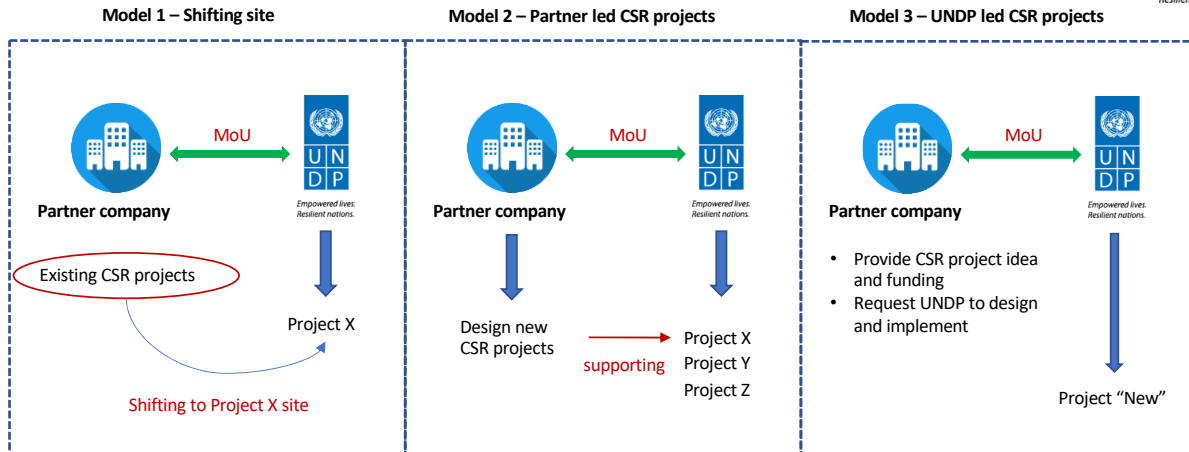 Model 1 – Shifting site
MoU
U N
D P
Partner company
Empowered lives.
Resilient nations.
Existing CSR projects
Project X
Shifting to Project X site
Model 2 – Partner led CSR projects
MoU
U N
D P
Partner company
Empowered lives.
Resilient nations.
Design new
CSR projects
supporting
Project X
Project Y
Project Z
Model 3 – UNDP led CSR projects
MoU
U N
D P
Partner company
Empowered lives.
Resilient nations.
• Provide CSR project idea
and funding
• Request UNDP to design
and implement
Project “New”